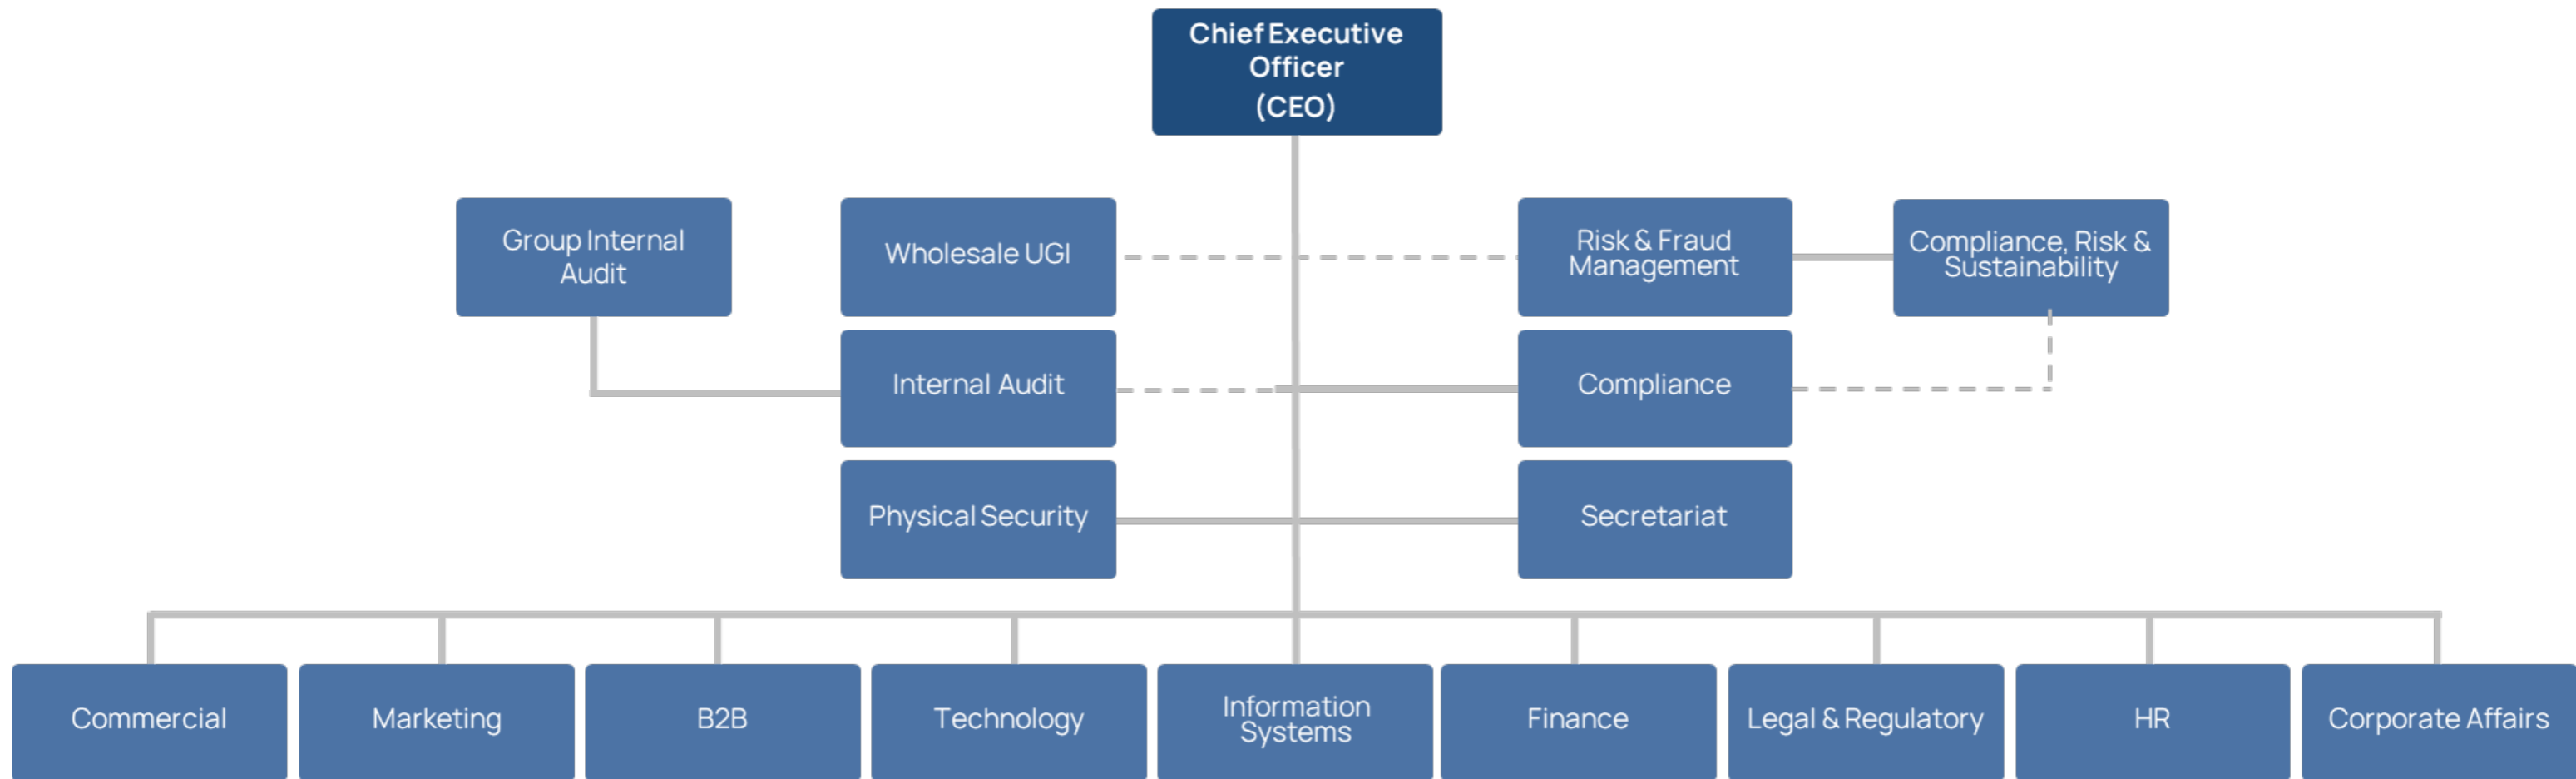 Chief Executive
Officer
(CEO)
Group Internal
Audit
Wholesale UGI
Risk & Fraud
Management
Compliance, Risk &
Sustainability
Internal Audit
Compliance
Physical Security
Secretariat
Commercial
Marketing
B2B
Technology
Information
Systems
Finance
Legal & Regulatory
HR
Corporate Affairs